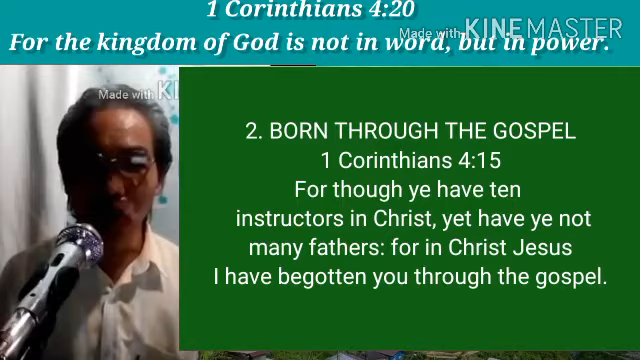 1 Corinthians 4:20
For the kingdom of God is not in word, but in power.
Made with KINEMASTER
Made with KI
2. BORN THROUGH THE GOSPEL
1 Corinthians 4:15
For though ye have ten
instructors in Christ, yet have ye not
many fathers: for in Christ Jesus
I have begotten you through the gospel.